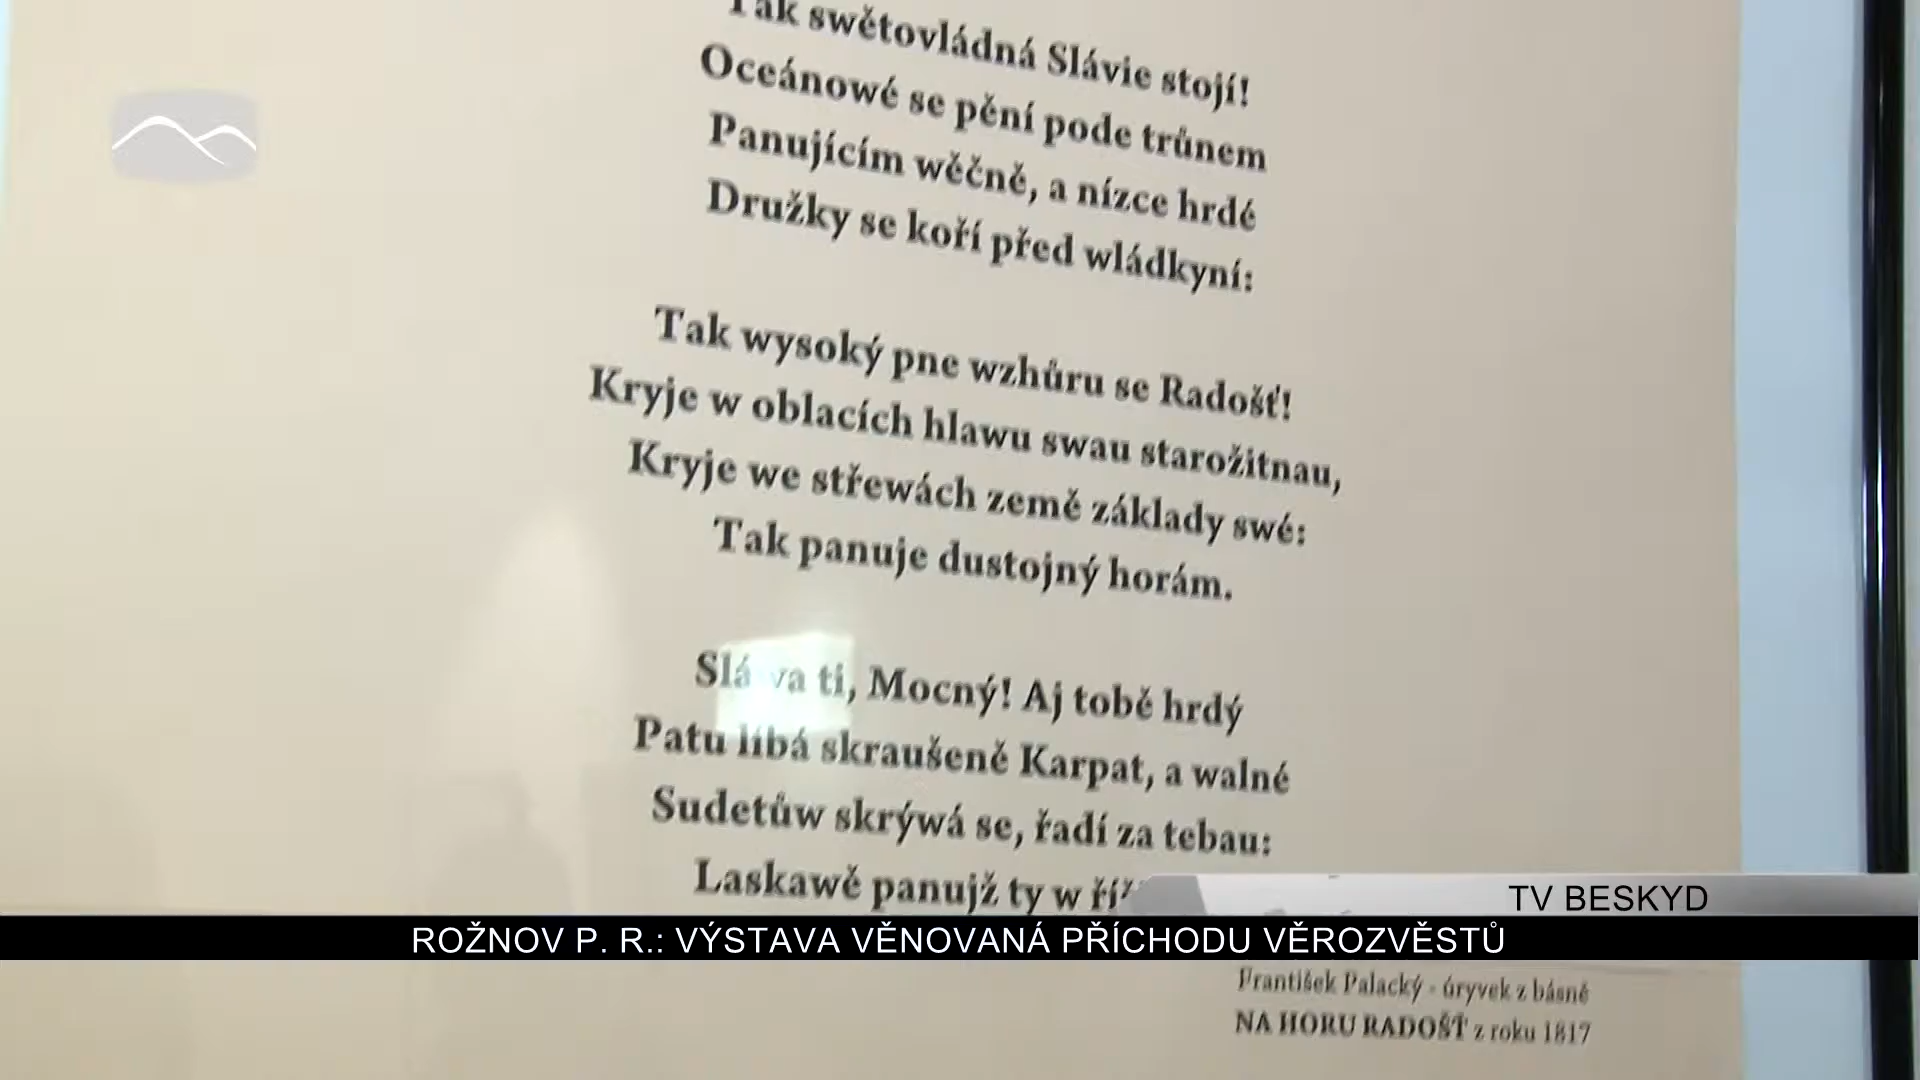 Tak swětovládná Slávie stojí!
Oceánowé se pění pode trůnem
Panujícím wěčně, a nízce hrdé
Družky se koří před wládkyní:
Tak wysoký pne wzhůru se Radošť!
Kryje w oblacích hlawu swau starožitnau,
Kryje we střewách země základy swé:
Tak panuje dustojný horám.
Sláva ti, Mocný! Aj tobě hrdý
Patu líbá skraušeně Karpat, a walné
Sudetůw skrýwá se, řadí za tebau:
Laskawě panujž ty w
TV BESKYD
ROŽNOV P. R.: VÝSTAVA VĚNOVANÁ PŘÍCHODU VĚROZVĚSTŮ
František Palacký - úryvek z básně
NA HORU RADOŠŤ z roku 1817